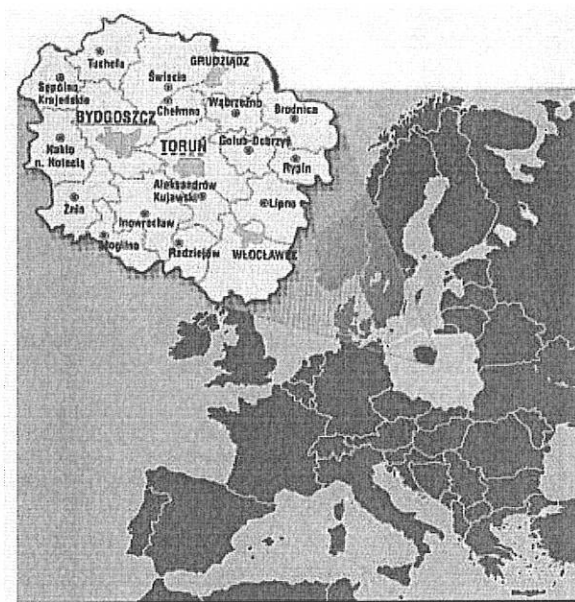 Tuchola
GRUDZIĄDZ
Świecie
Sępólno
Krajeńskie
Chełmno
Wąbrzeźno
Brodnica
BYDGOSZCZ
TORUŃ
Golub-Dobrzyń
Nakło
n. Notecią
Rypin
Aleksandrów
Kujawski
Żnin
Lipno
Inowrocław
Mogilno
Radziejów
WŁOCŁAWEK